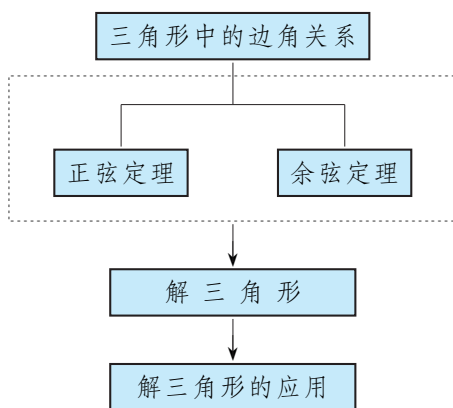 三角形中的边角关系
正弦定理 余弦定理
解三角形
解三角形的应用